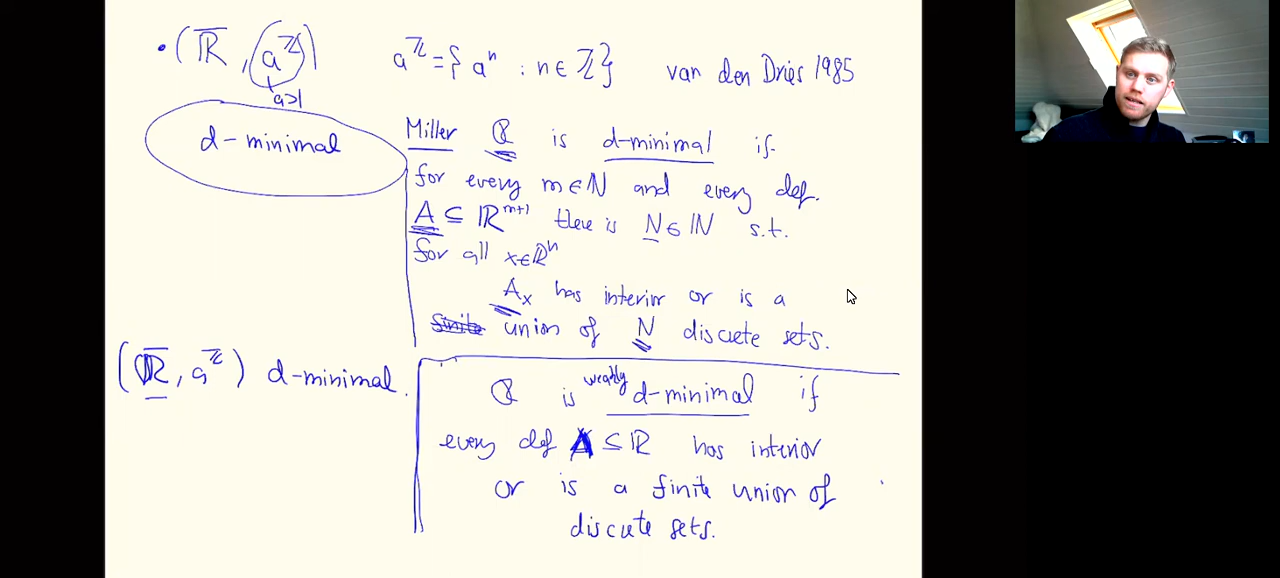 • (ℝ̅, a^ℤ) a^ℤ = { aⁿ : n ∈ ℤ} van den Dries 1985
a>1
d-minimal
Miller ℛ is d-minimal if
for every m∈ℕ and every def.
A ⊆ ℝ^{m+1} there is N∈ℕ s.t.
for all x∈ℝⁿ
A_x has interior or is a
finite union of N discrete sets.
(ℝ̅, a^ℤ) d-minimal.
ℛ is weakly d-minimal if
every def A ⊆ ℝ has interior
or is a finite union of
discrete sets.